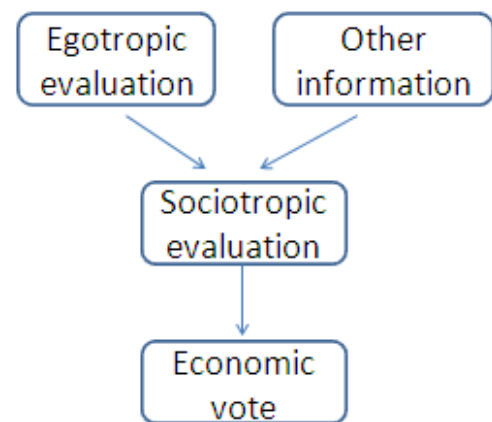 Egotropic
evaluation
Other
information
Sociotropic
evaluation
Economic
vote